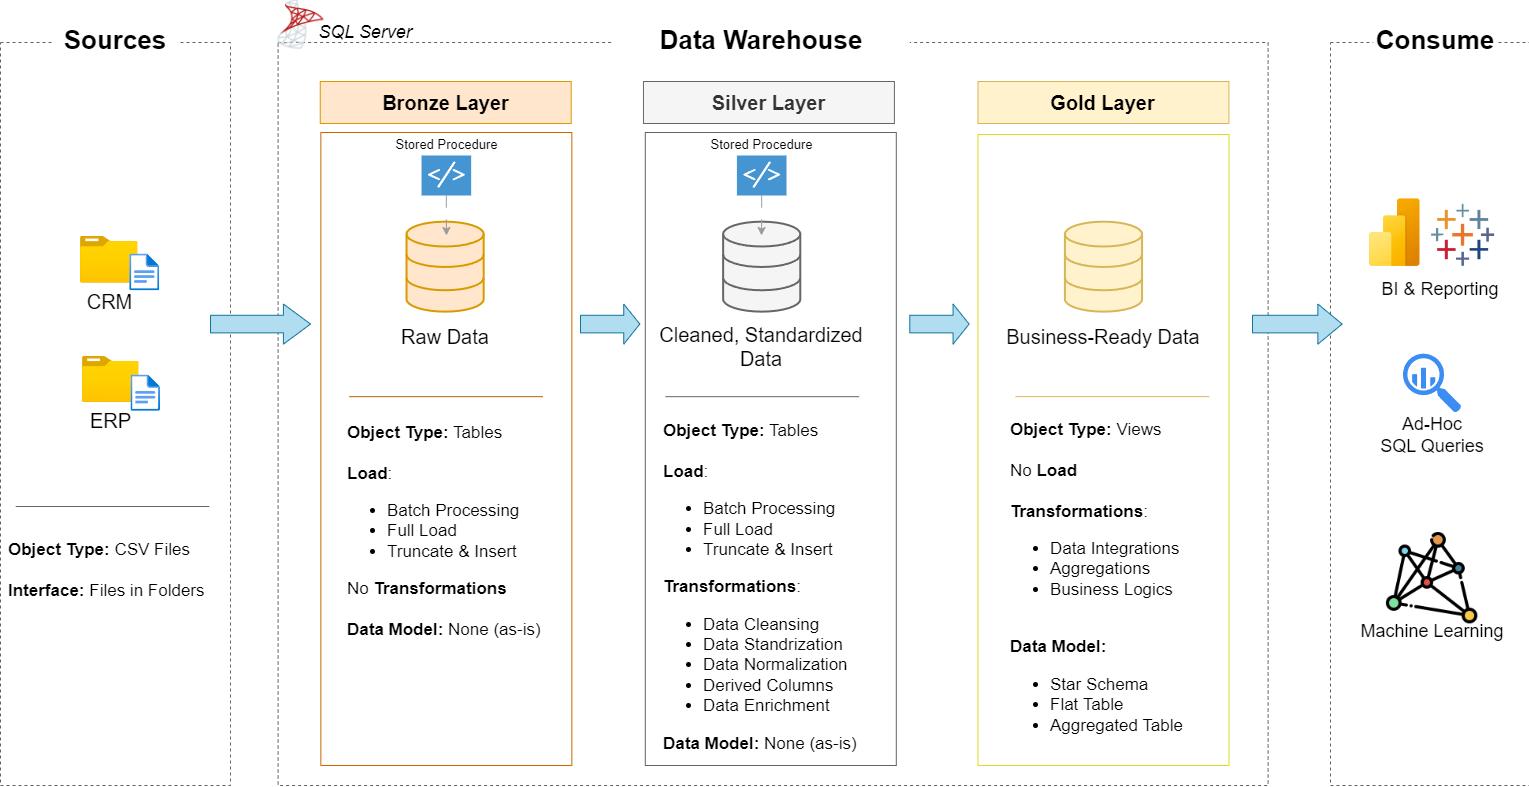 Sources
SQL Server
Data Warehouse
Consume
CRM
ERP
Object Type: CSV Files
Interface: Files in Folders
Bronze Layer
Stored Procedure
</>
Raw Data
Object Type: Tables
Load:
• Batch Processing
• Full Load
• Truncate & Insert
No Transformations
Data Model: None (as-is)
Silver Layer
Stored Procedure
</>
Cleaned, Standardized
Data
Object Type: Tables
Load:
• Batch Processing
• Full Load
• Truncate & Insert
Transformations:
• Data Cleansing
• Data Standrization
• Data Normalization
• Derived Columns
• Data Enrichment
Data Model: None (as-is)
Gold Layer
Business-Ready Data
Object Type: Views
No Load
Transformations:
• Data Integrations
• Aggregations
• Business Logics
Data Model:
• Star Schema
• Flat Table
• Aggregated Table
BI & Reporting
Ad-Hoc
SQL Queries
Machine Learning